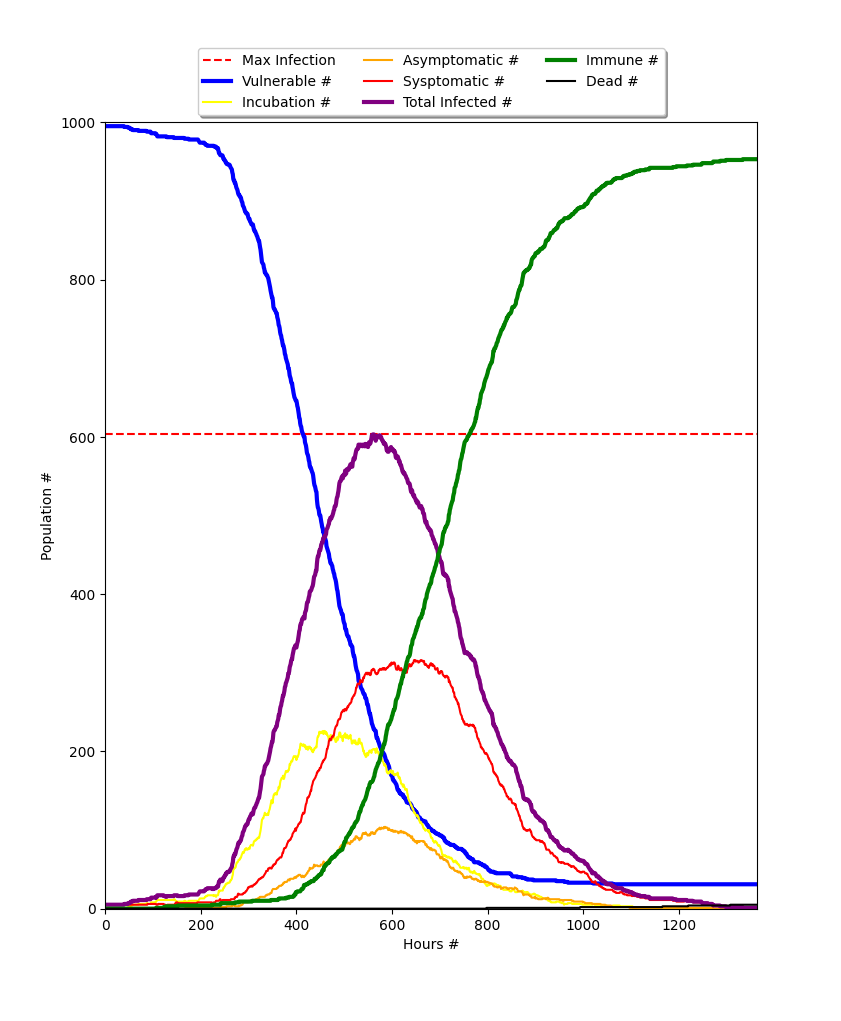 Max Infection Asymptomatic # Immune #
Vulnerable # Sysptomatic # Dead #
Incubation # Total Infected #
1000
800
600
400
200
0
Population #
0 200 400 600 800 1000 1200
Hours #